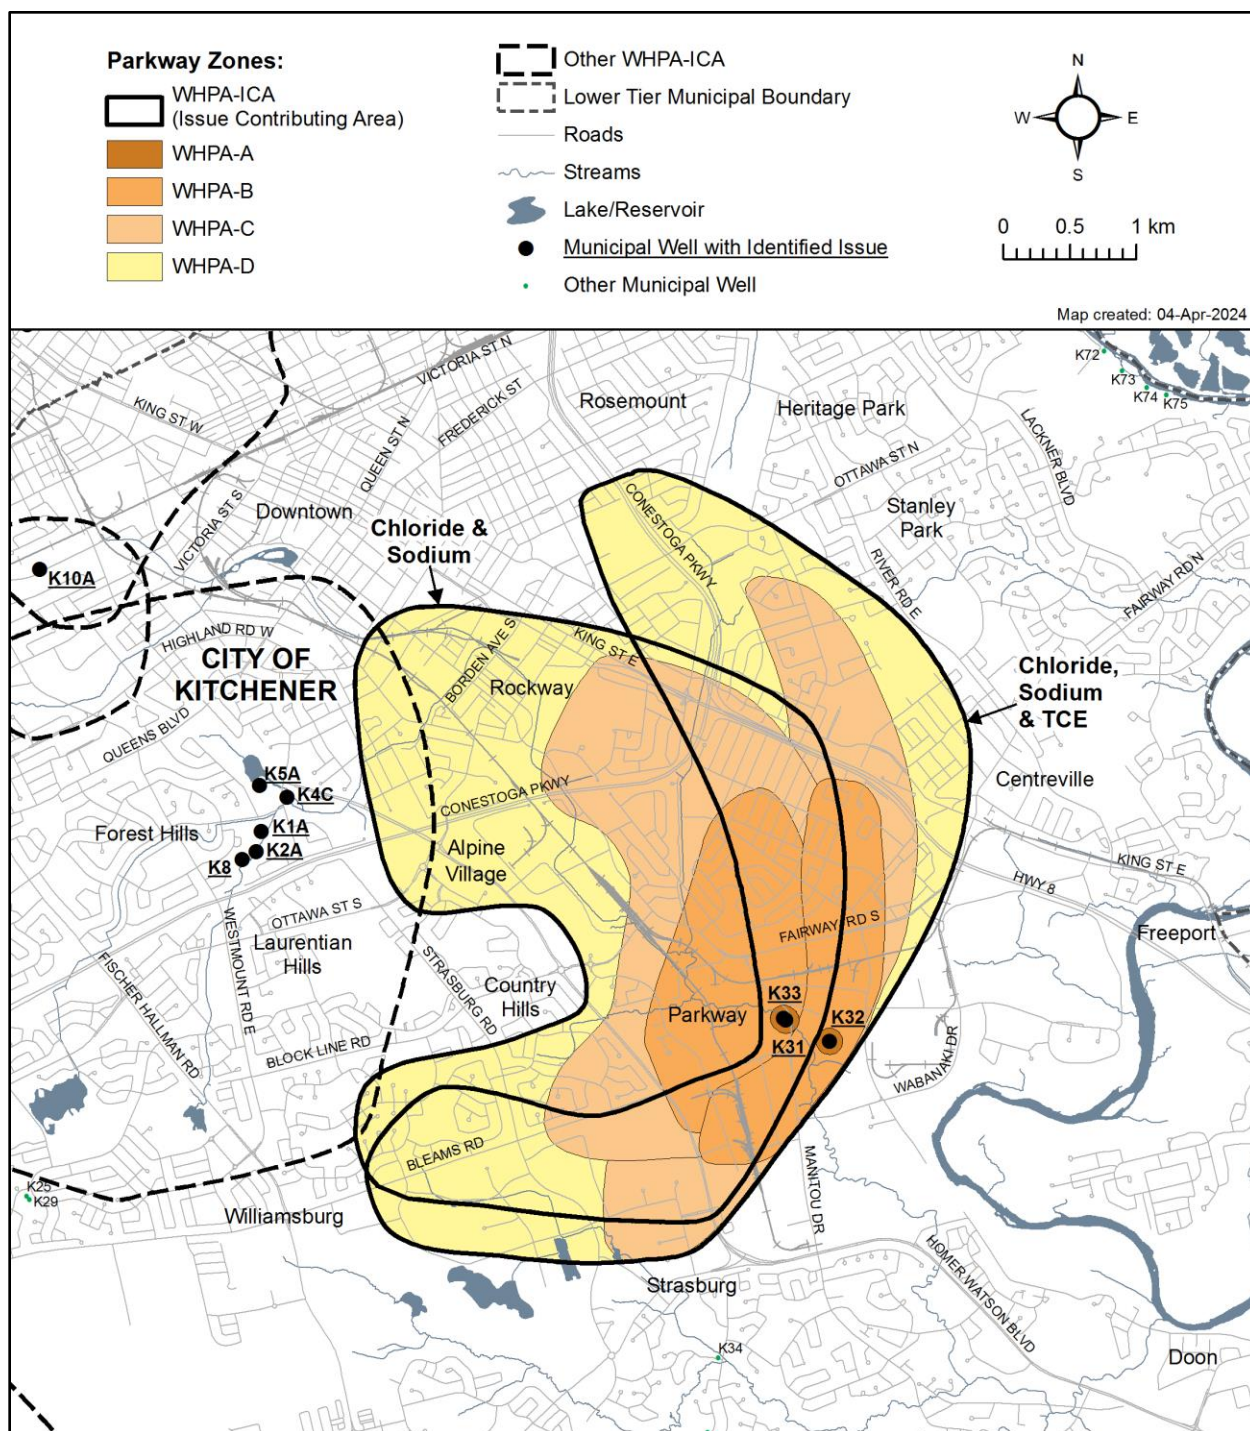 Parkway Zones:
WHPA-ICA
(Issue Contributing Area)
WHPA-A
WHPA-B
WHPA-C
WHPA-D
Other WHPA-ICA
Lower Tier Municipal Boundary
Roads
Streams
Lake/Reservoir
Municipal Well with Identified Issue
Other Municipal Well
N
W
E
S
0 0.5 1 km
Map created: 04-Apr-2024
VICTORIA ST N
KING ST W
FREDERICK ST
QUEEN ST N
Rosemount
Heritage Park
K72
K73
K74
K75
LACKNER BLVD
OTTAWA ST N
Stanley
Park
CONESTOGA PKWY
VICTORIA ST S
Downtown
Chloride &
Sodium
K10A
RIVER RD E
FAIRWAY RD N
HIGHLAND RD W
CITY OF
KITCHENER
BORDEN AVE S
KING ST E
Rockway
Chloride,
Sodium
& TCE
QUEENS BLVD
K5A
K4C
K1A
K2A
K8
Forest Hills
CONESTOGA PKWY
Alpine
Village
Centreville
KING ST E
HWY 8
OTTAWA ST S
Laurentian
Hills
WESTMOUNT RD E
FISCHER HALLMAN RD
STRASBURG RD
Country
Hills
FAIRWAY RD S
Freeport
Parkway
K33
K31
K32
BLOCK LINE RD
WABANAKI DR
BLEAMS RD
MANITOU DR
K25
K29
Williamsburg
Strasburg
HOMER WATSON BLVD
K34
Doon